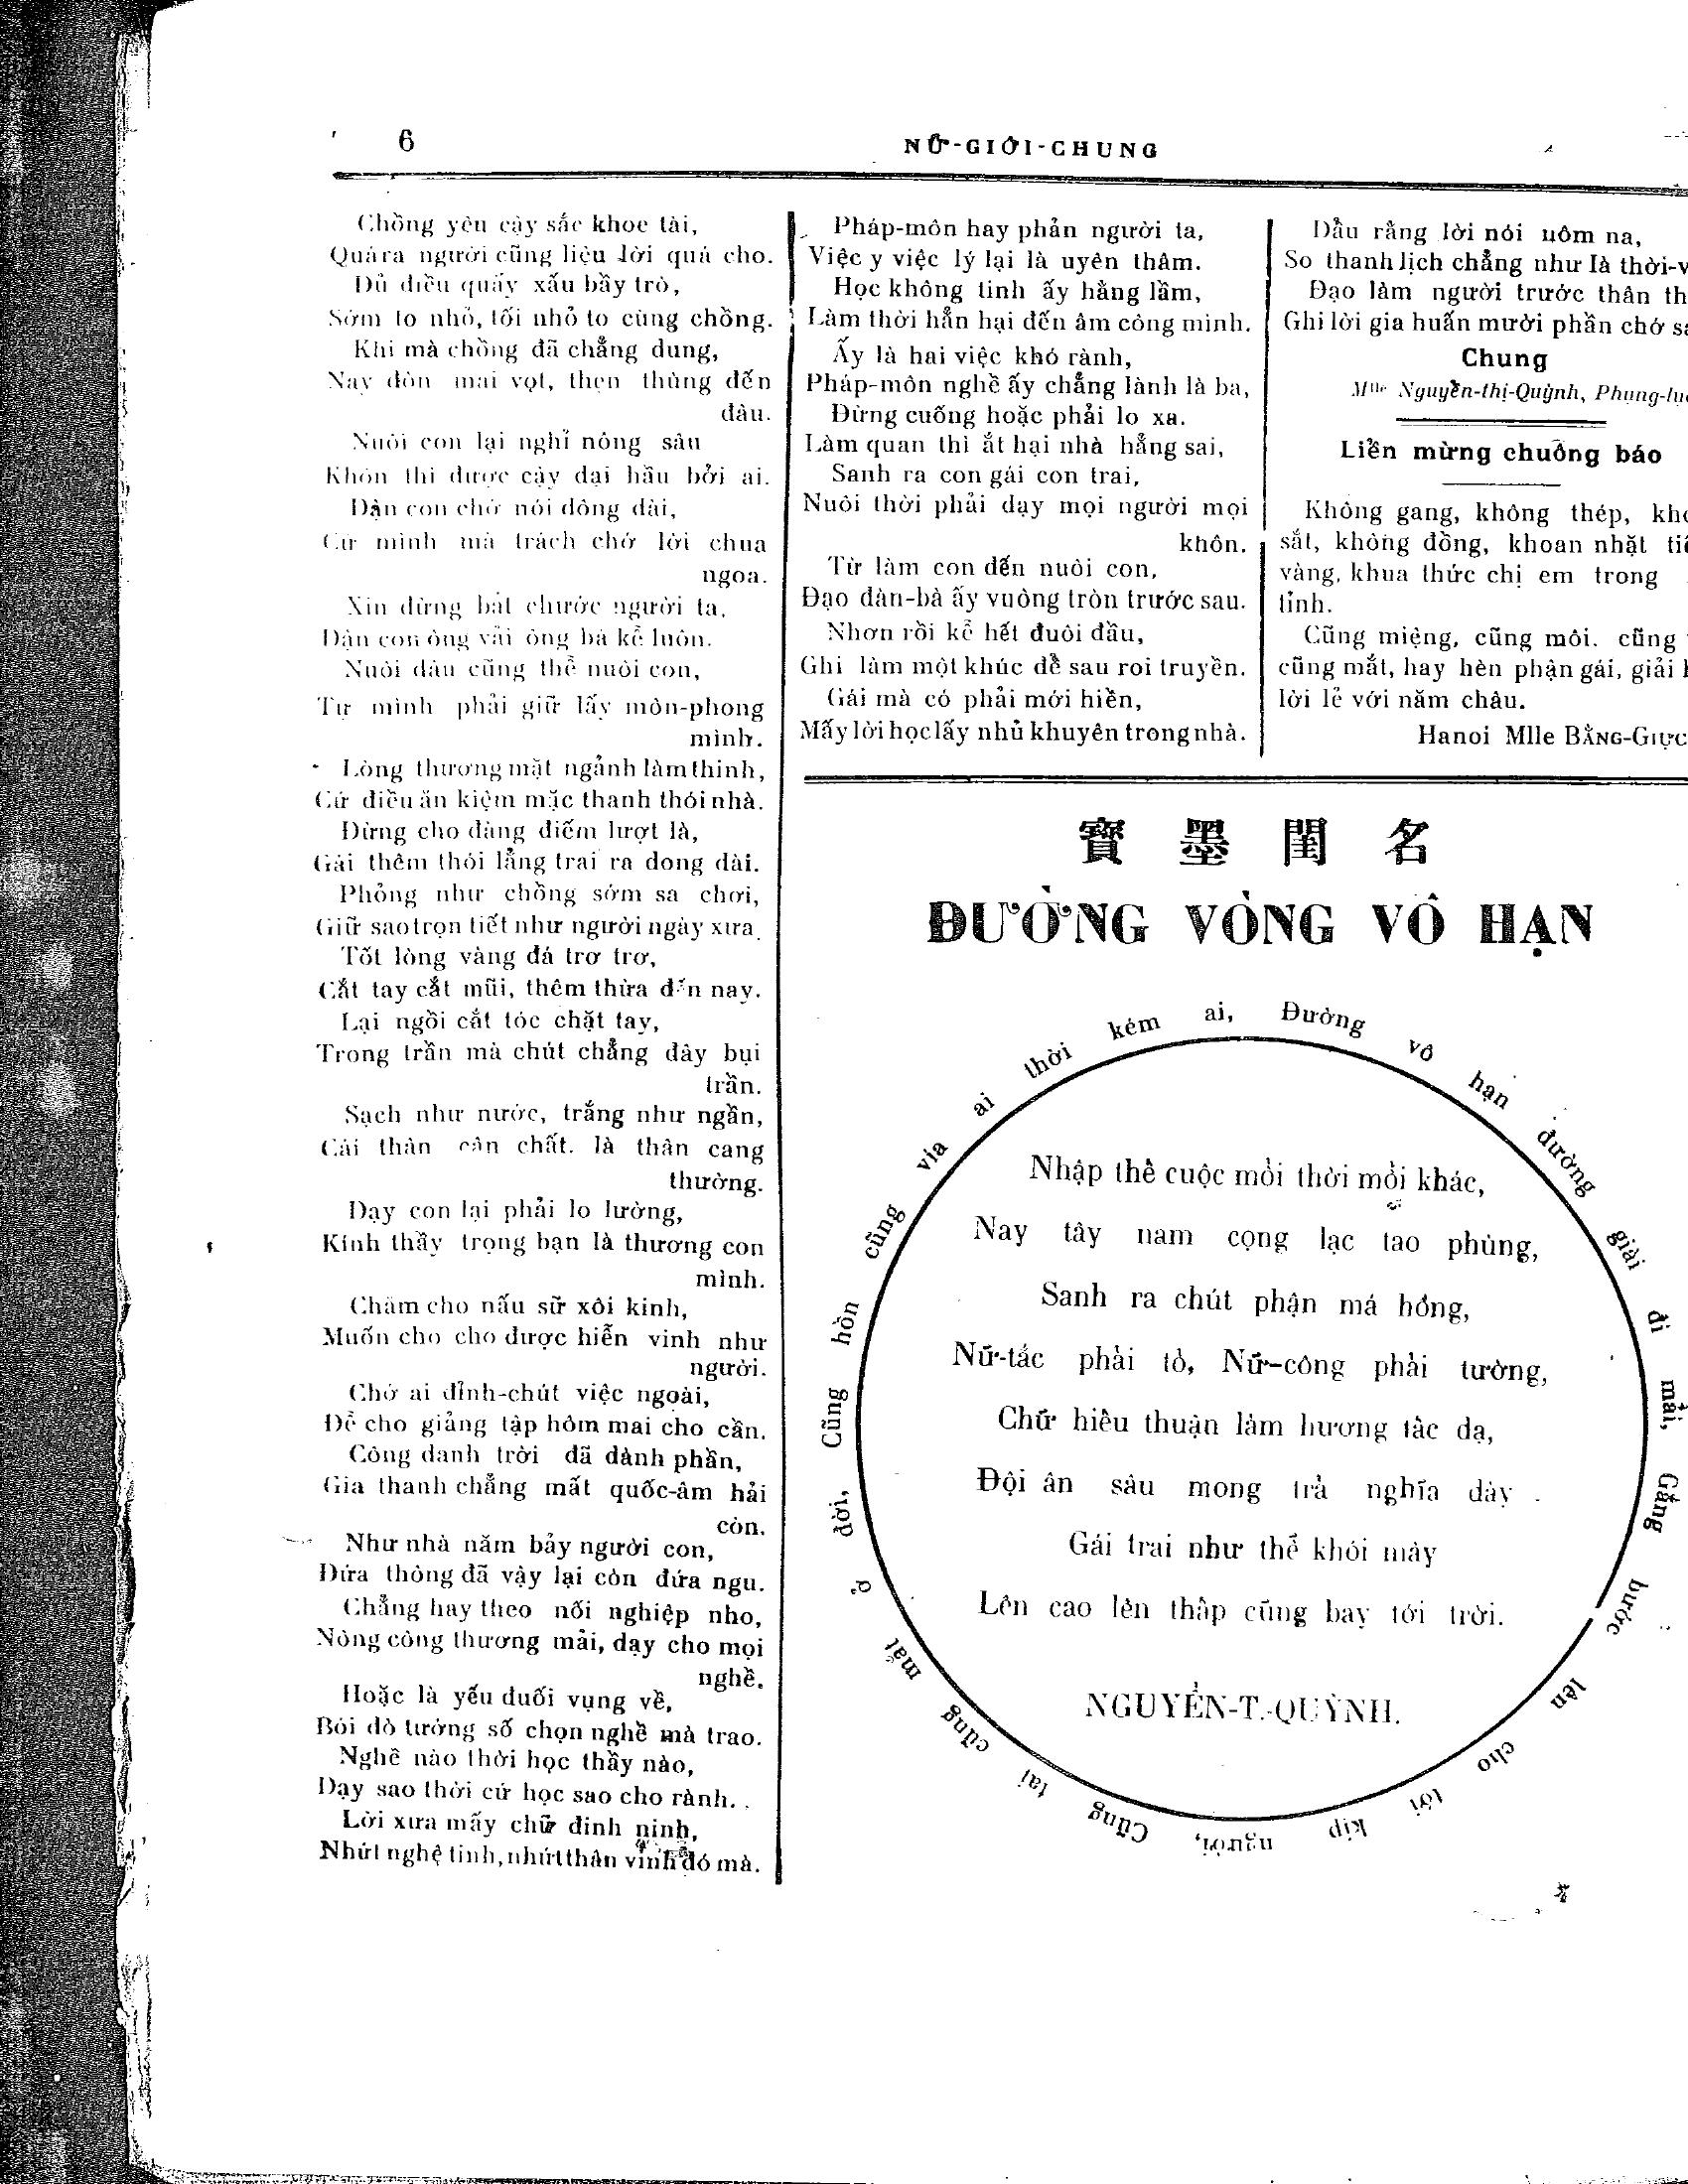 6
NỮ-GIỚI-CHUNG
Chồng yêu cậy sắc khoe tài,
Quá ra người cũng liệu lời quá cho.
Đủ điều quấy xấu bầy trò,
Sớm to nhỏ, tối nhỏ to cùng chồng.
Khi mà chồng đã chẳng dung,
Nay đòn mai vọt, thẹn thùng đến
đâu.
Nuôi con lại nghỉ nông sâu
Khôn thì được cậy dại hầu bởi ai.
Dận con chớ nói dông dài,
Cứ mình mà trách chớ lời chua
ngoa.
Xin đừng bắt chước người ta,
Dận con ông vải ông bà kể luôn.
Nuôi dâu cũng thể nuôi con,
Tự mình phải giữ lấy môn-phong
mình.
Lòng thương mặt ngảnh làm thinh,
Cứ điều ăn kiệm mặc thanh thói nhà.
Đừng cho đàng điếm lượt là,
Gái thêm thói lẳng trai ra dong dài.
Phỏng như chồng sớm sa chơi,
Giữ sao trọn tiết như người ngày xưa.
Tốt lòng vàng đá trơ trơ,
Cắt tay cắt mũi, thêm thừa đến nay.
Lại ngồi cắt tóc chặt tay,
Trong trần mà chút chẳng đây bụi
trần.
Sạch như nước, trắng như ngần,
Cái thân cân chất. là thân cang
thường.
Dạy con lại phải lo lường,
Kính thầy trọng bạn là thương con
mình.
Chăm cho nấu sử xôi kinh,
Muốn cho cho được hiển vinh như
người.
Chớ ai đỉnh-chút việc ngoài,
Để cho giảng tập hôm mai cho cần.
Công danh trời đã dành phần,
Gia thanh chẳng mất quốc-âm hải
còn.
Như nhà năm bảy người con,
Đứa thông đã vậy lại còn đứa ngu.
Chẳng hay theo nối nghiệp nho,
Nông công thương mải, dạy cho mọi
nghề.
Hoặc là yếu đuối vụng về,
Bói dò tướng số chọn nghề mà trao.
Nghề nào thời học thầy nào,
Dạy sao thời cứ học sao cho rành.
Lời xưa mấy chữ đinh ninh,
Nhứt nghệ tinh, nhứt thân vinh đó mà.
Pháp-môn hay phản người ta,
Việc y việc lý lại là uyên thâm.
Học không tinh ấy hằng lầm,
Làm thời hẳn hại đến âm công minh.
Ấy là hai việc khó rành,
Pháp-môn nghề ấy chẳng lành là ba,
Đừng cuống hoặc phải lo xa.
Làm quan thì ắt hại nhà hẳng sai,
Sanh ra con gái con trai,
Nuôi thời phải dạy mọi người mọi
khôn.
Từ làm con đến nuôi con,
Đạo đàn-bà ấy vuông tròn trước sau.
Nhơn rồi kể hết đuôi đầu,
Ghi làm một khúc để sau roi truyền.
Gái mà có phải mới hiền,
Mấy lời học lấy nhủ khuyên trong nhà.
Dầu rằng lời nói nôm na,
So thanh lịch chẳng như là thời-
Đạo làm người trước thân
Ghi lời gia huấn mười phần chớ
Chung
Mlle Nguyễn-thị-Quỳnh,
Liễn mừng chuông báo
Không gang, không thép,
sắt, không đồng, khoan nhặt
vàng, khua thức chị em trong
tỉnh.
Cũng miệng, cũng môi. cũng
cũng mắt, hay hèn phận gái, giải
lời lẻ với năm châu.
Hanoi Mlle BẰNG-GIỰC
寶墨閨名
ĐƯỜNG VÒNG VÔ HẠN
Đường vô hạn đường giải đi mải, Gắng bước lên cho tới kịp người, Cũng tai cũng mắt ở đời, Cũng hồn cũng vía ai thời kém ai,
Nhập thế cuộc mỗi thời mỗi khác,
Nay tây nam cọng lạc tao phùng,
Sanh ra chút phận má hồng,
Nữ-tắc phải tỏ, Nữ-công phải tường,
Chữ hiếu thuận làm hương tấc dạ,
Đội ân sâu mong trả nghĩa dày.
Gái trai như thể khói mây
Lên cao lên thấp cũng bay tới trời.
NGUYỄN-T.-QUỲNH.